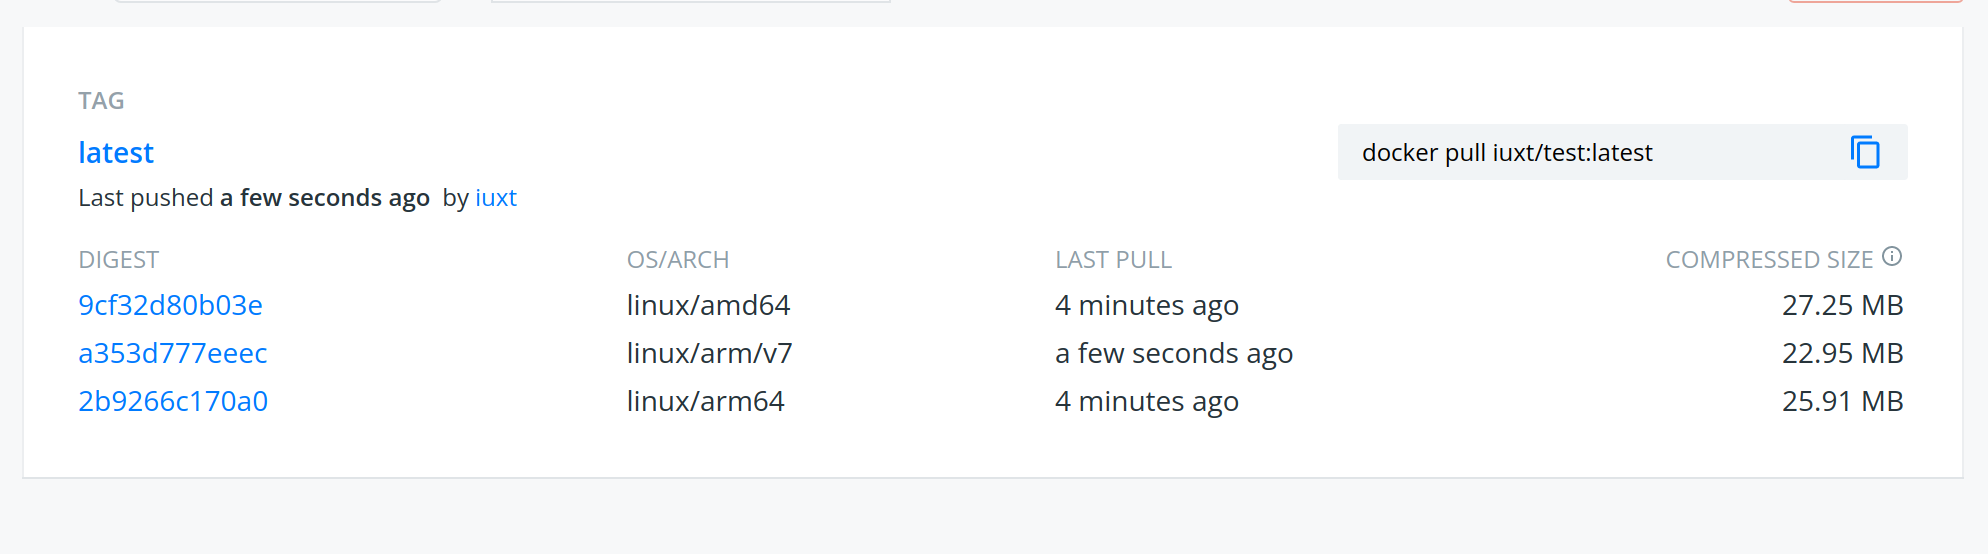 TAG
latest
docker pull iuxt/test:latest
Last pushed a few seconds ago by iuxt
DIGEST OS/ARCH LAST PULL COMPRESSED SIZE
9cf32d80b03e linux/amd64 4 minutes ago 27.25 MB
a353d777eeec linux/arm/v7 a few seconds ago 22.95 MB
2b9266c170a0 linux/arm64 4 minutes ago 25.91 MB